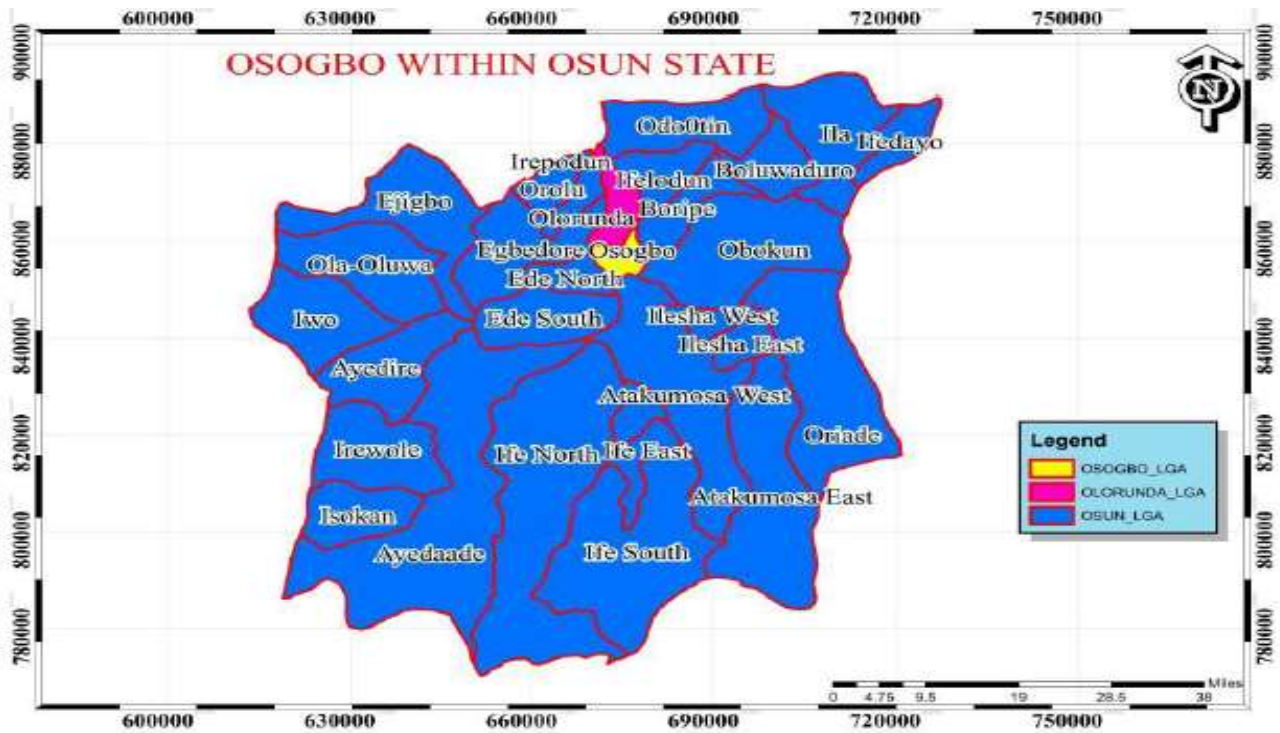 600000 630000 660000 690000 720000 750000
900000 900000
OSOGBO WITHIN OSUN STATE
N
Odo0tin
Ila
Ifedayo
880000 880000
Irepodun
Boluwaduro
Ifelodun
Orolu
Ejigbo
Boripe
Olorunda
Egbedore Osogbo
Obokun
860000 860000
Ola-Oluwa
Ede North
Iwo
Ede South
Ilesha West
Ilesha East
840000 840000
Ayedire
Atakumosa West
Oriade
820000 820000
Irewole
Ife North
Ife East
Atakumosa East
Isokan
800000 800000
Ayedaade
Ife South
780000 780000
Legend
OSOGBO_LGA
OLORUNDA_LGA
OSUN_LGA
Miles
0 4.75 9.5 19 28.5 38
600000 630000 660000 690000 720000 750000